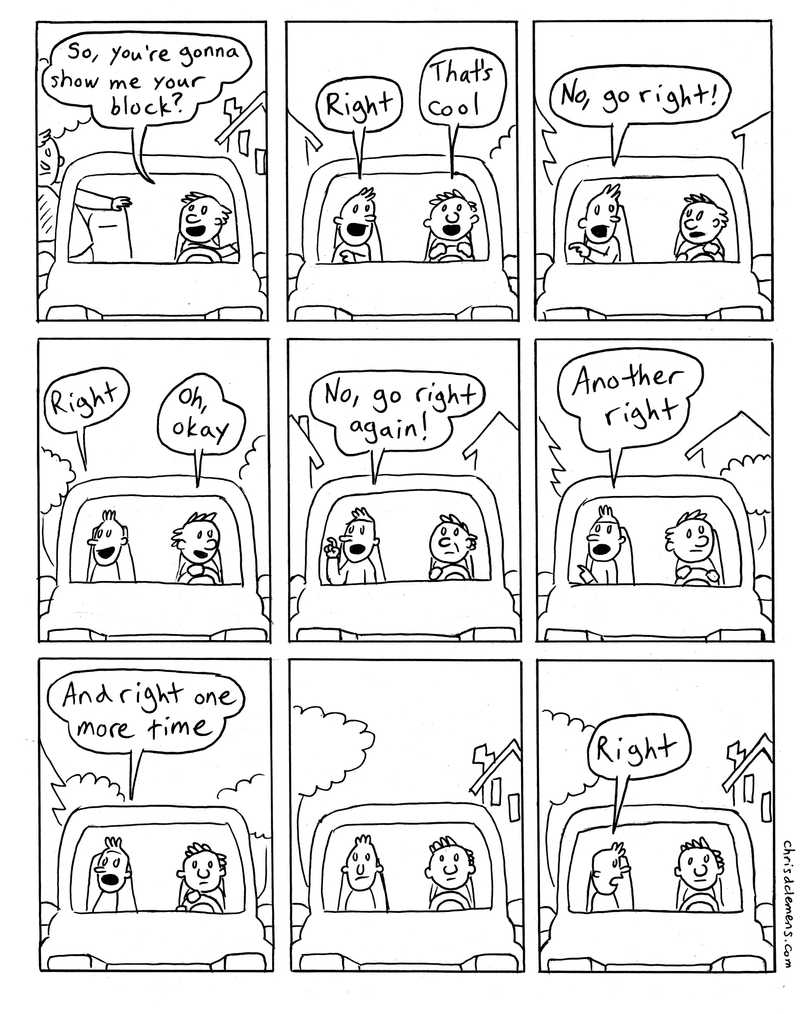 So, you're gonna
show me your
block?
Right
That's
cool
No, go right!
Right
Oh,
okay
No, go right
again!
Another
right
And right one
more time
Right
chrisdclemens.com